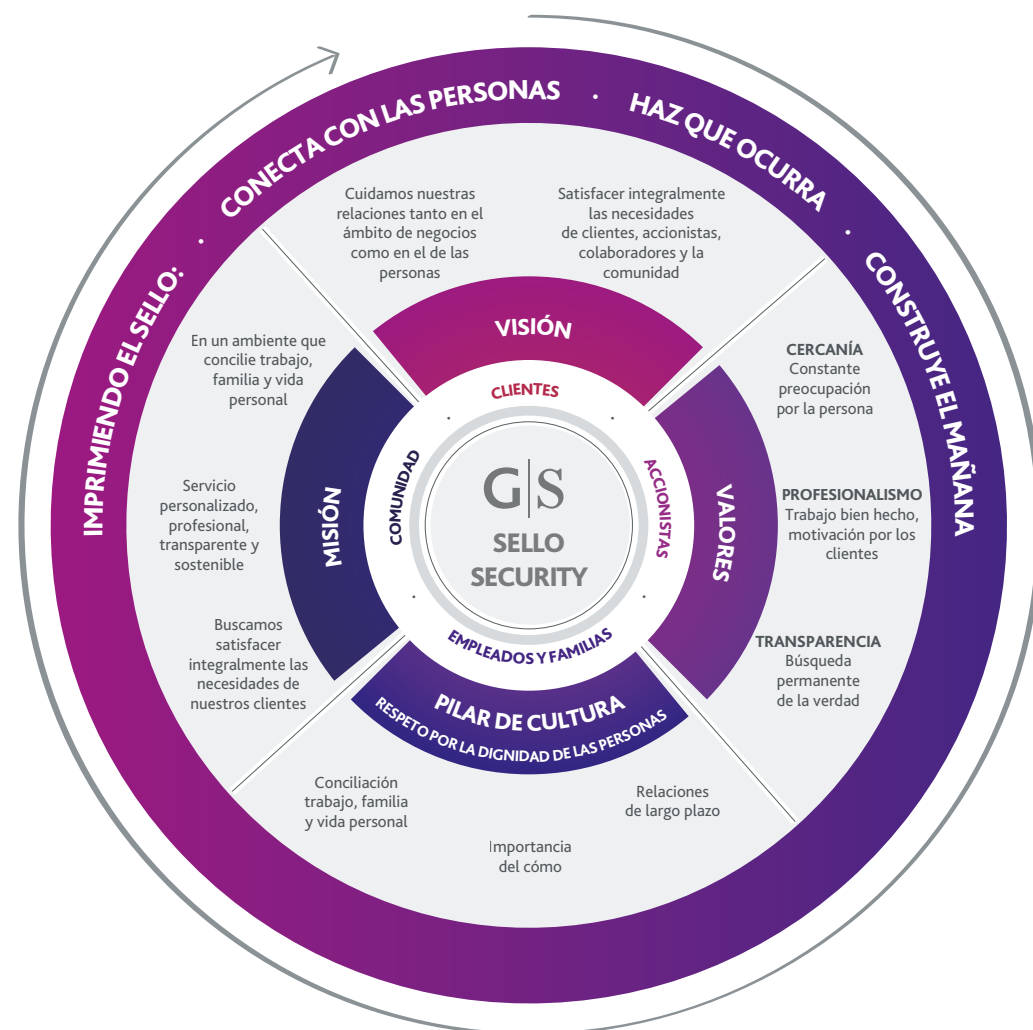 IMPRIMIENDO EL SELLO: · CONECTA CON LAS PERSONAS · HAZ QUE OCURRA · CONSTRUYE EL MAÑANA
Cuidamos nuestras
relaciones tanto en el
ámbito de negocios
como en el de las
personas
Satisfacer integralmente
las necesidades
de clientes, accionistas,
colaboradores y la
comunidad
VISIÓN
En un ambiente que
concilie trabajo,
familia y vida
personal
Servicio
personalizado,
profesional,
transparente y
sostenible
Buscamos
satisfacer
integralmente las
necesidades de
nuestros clientes
MISIÓN
CLIENTES
COMUNIDAD
ACCIONISTAS
EMPLEADOS Y FAMILIAS
G|S
SELLO
SECURITY
VALORES
CERCANÍA
Constante
preocupación
por la persona
PROFESIONALISMO
Trabajo bien hecho,
motivación por los
clientes
TRANSPARENCIA
Búsqueda
permanente
de la verdad
PILAR DE CULTURA
RESPETO POR LA DIGNIDAD DE LAS PERSONAS
Conciliación
trabajo, familia
y vida personal
Importancia
del cómo
Relaciones
de largo plazo